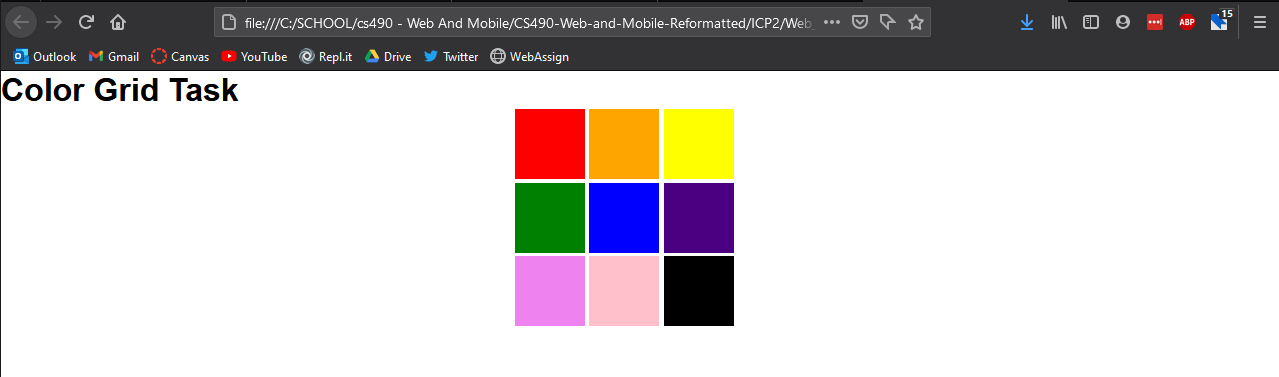 file:///C:/SCHOOL/cs490 - Web And Mobile/CS490-Web-and-Mobile-Reformatted/ICP2/Web_
15
ABP
Outlook Gmail Canvas YouTube Repl.it Drive Twitter WebAssign
Color Grid Task